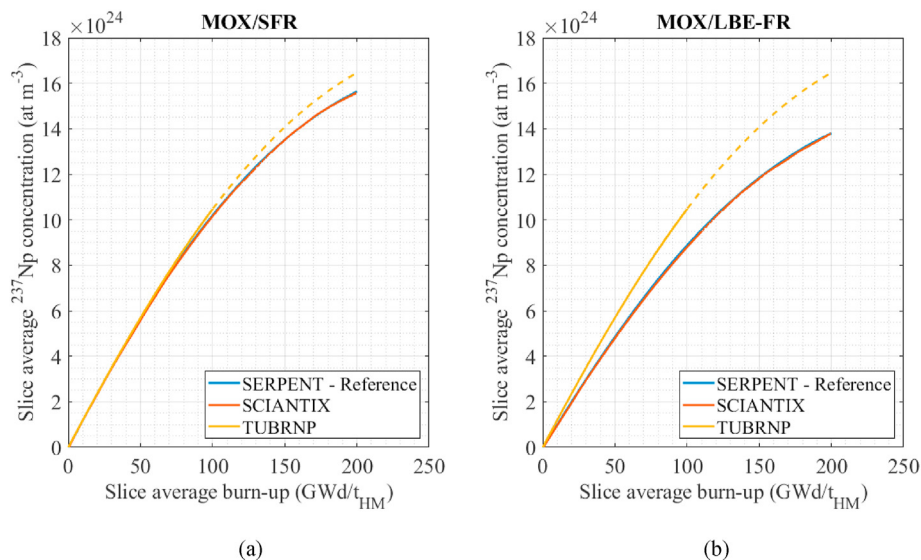 MOX/SFR
×10^24
18
16
14
12
10
8
6
4
2
0
Slice average ^237Np concentration (at m^-3)
SERPENT - Reference
SCIANTIX
TUBRNP
0 50 100 150 200 250
Slice average burn-up (GWd/t_HM)
(a)
MOX/LBE-FR
×10^24
18
16
14
12
10
8
6
4
2
0
Slice average ^237Np concentration (at m^-3)
SERPENT - Reference
SCIANTIX
TUBRNP
0 50 100 150 200 250
Slice average burn-up (GWd/t_HM)
(b)